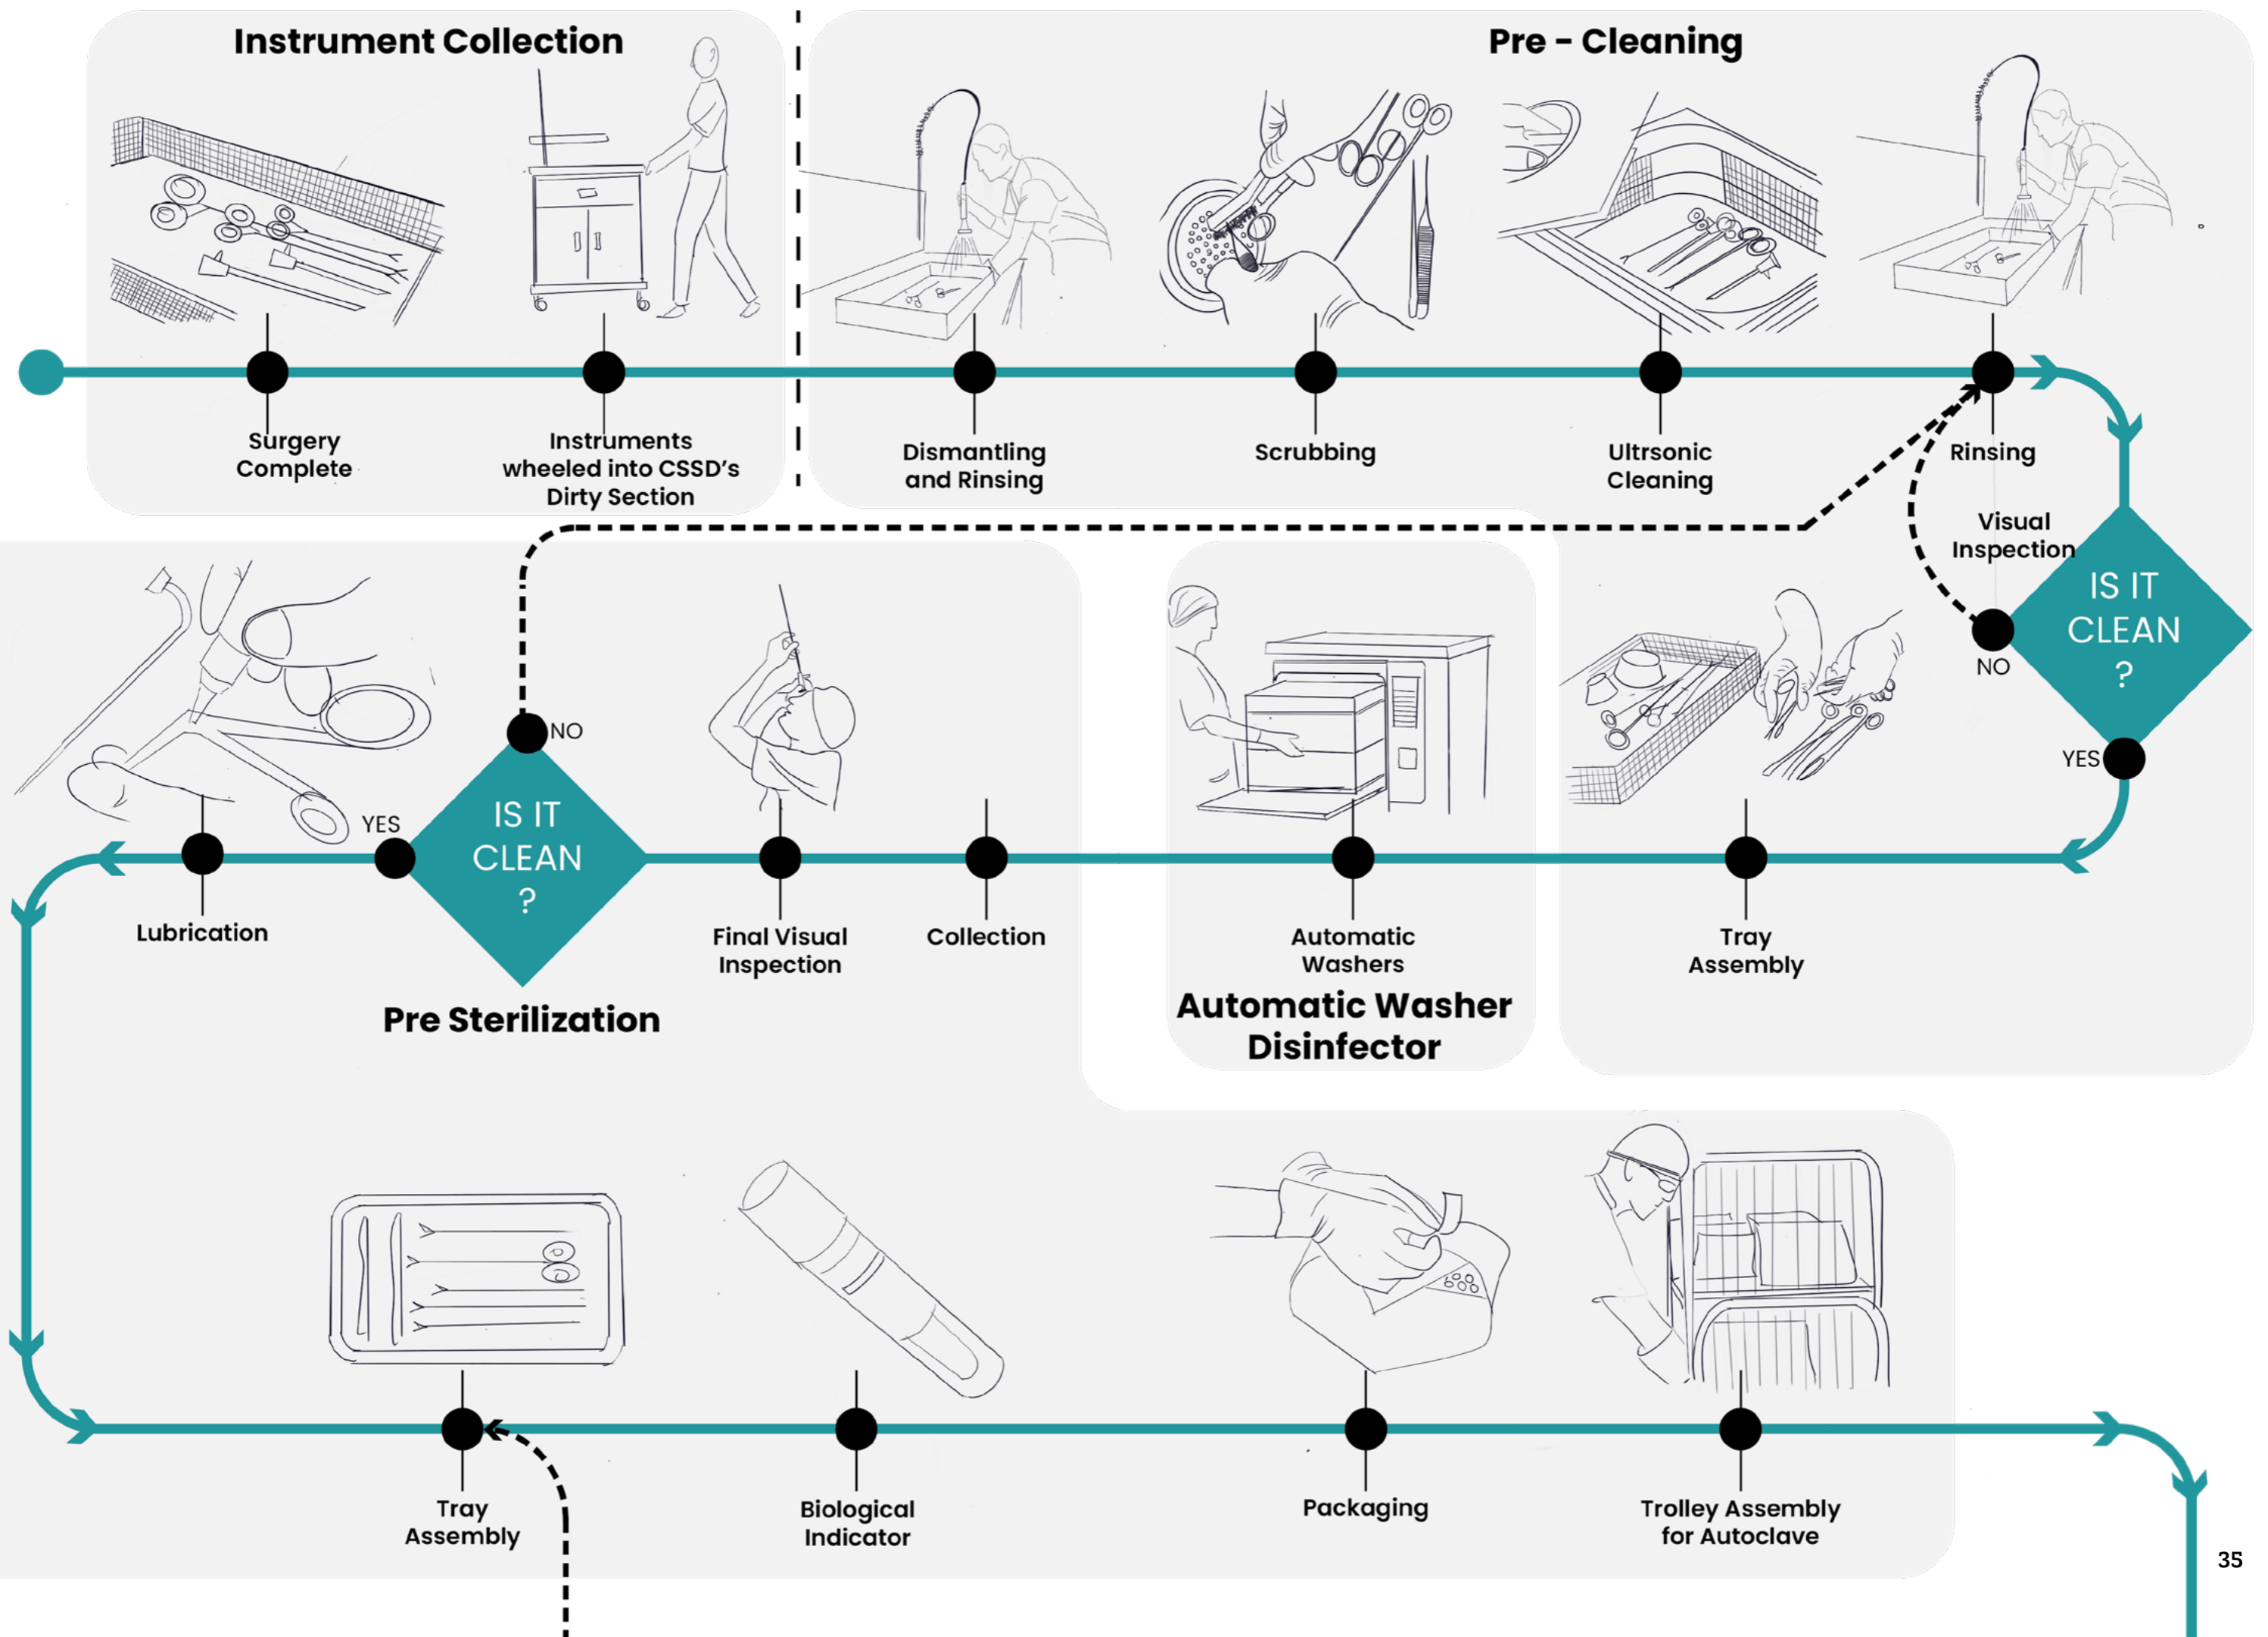 Instrument Collection
Pre - Cleaning
Surgery
Complete
Instruments
wheeled into CSSD's
Dirty Section
Dismantling
and Rinsing
Scrubbing
Ultrsonic
Cleaning
Rinsing
Visual
Inspection
IS IT
CLEAN
?
NO
YES
Tray
Assembly
Automatic
Washers
Automatic Washer
Disinfector
Collection
Final Visual
Inspection
NO
IS IT
CLEAN
?
YES
Lubrication
Pre Sterilization
Tray
Assembly
Biological
Indicator
Packaging
Trolley Assembly
for Autoclave
35